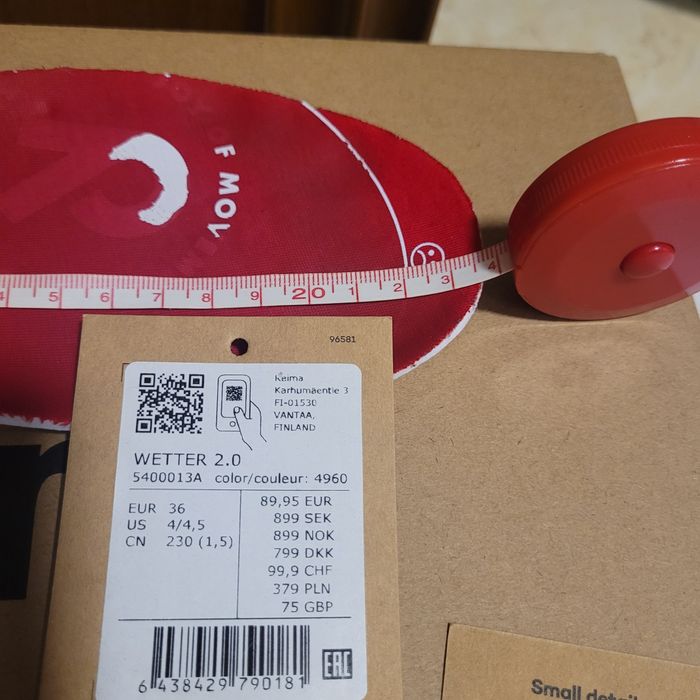 OF MOV
4 5 6 7 8 9 20 1 2 3 4
96581
Reima
Karhumäentie 3
FI-01530
VANTAA,
FINLAND
WETTER 2.0
5400013A color/couleur: 4960
EUR 36
US 4/4,5
CN 230 (1,5)
89,95 EUR
899 SEK
899 NOK
799 DKK
99,9 CHF
379 PLN
75 GBP
6 438429 790181
EAC
Small detail